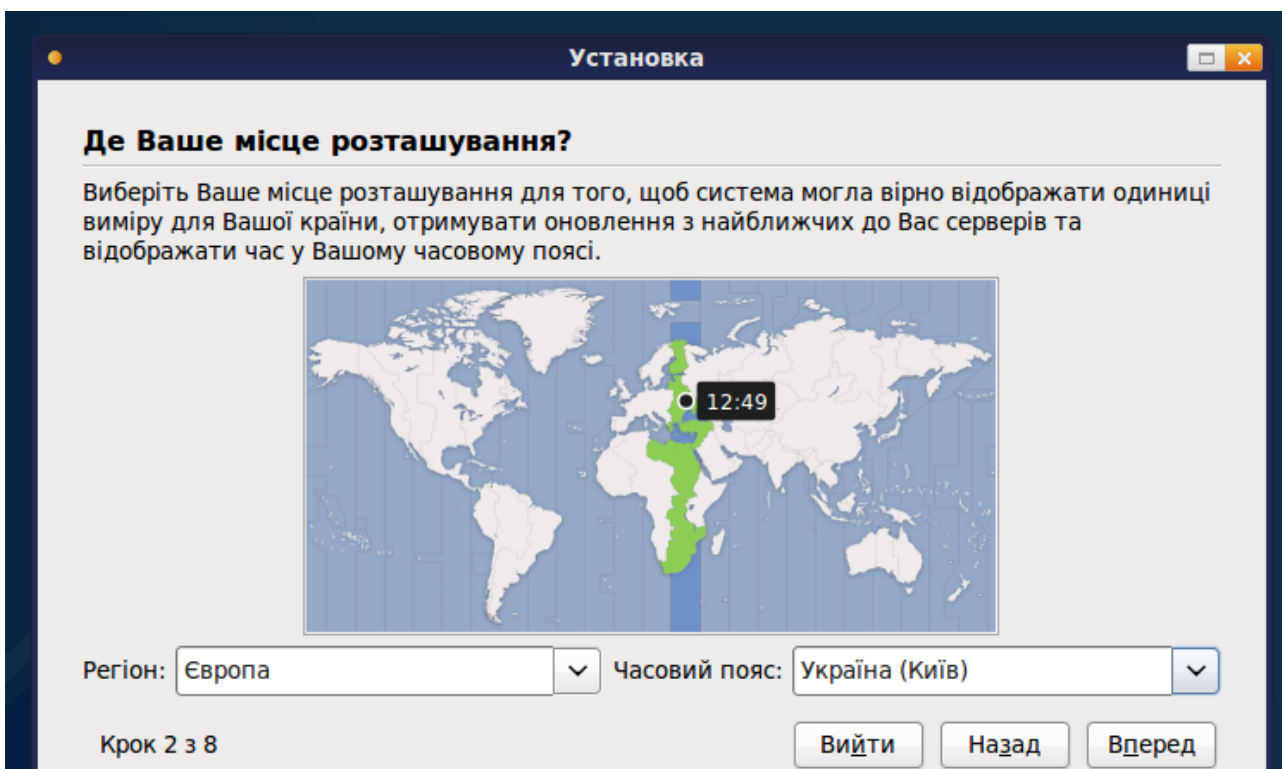 Установка
Де Ваше місце розташування?
Виберіть Ваше місце розташування для того, щоб система могла вірно відображати одиниці
виміру для Вашої країни, отримувати оновлення з найближчих до Вас серверів та
відображати час у Вашому часовому поясі.
12:49
Регіон: Європа Часовий пояс: Україна (Київ)
Крок 2 з 8 Вийти Назад Вперед